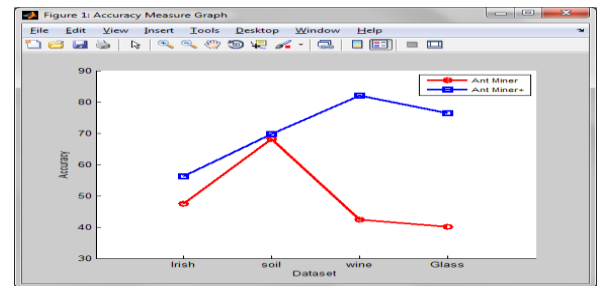 Figure 1: Accuracy Measure Graph
File Edit View Insert Tools Desktop Window Help
90
80
70
60
50
40
30
Accuracy
Ant Miner
Ant Miner+
Irish soil wine Glass
Dataset